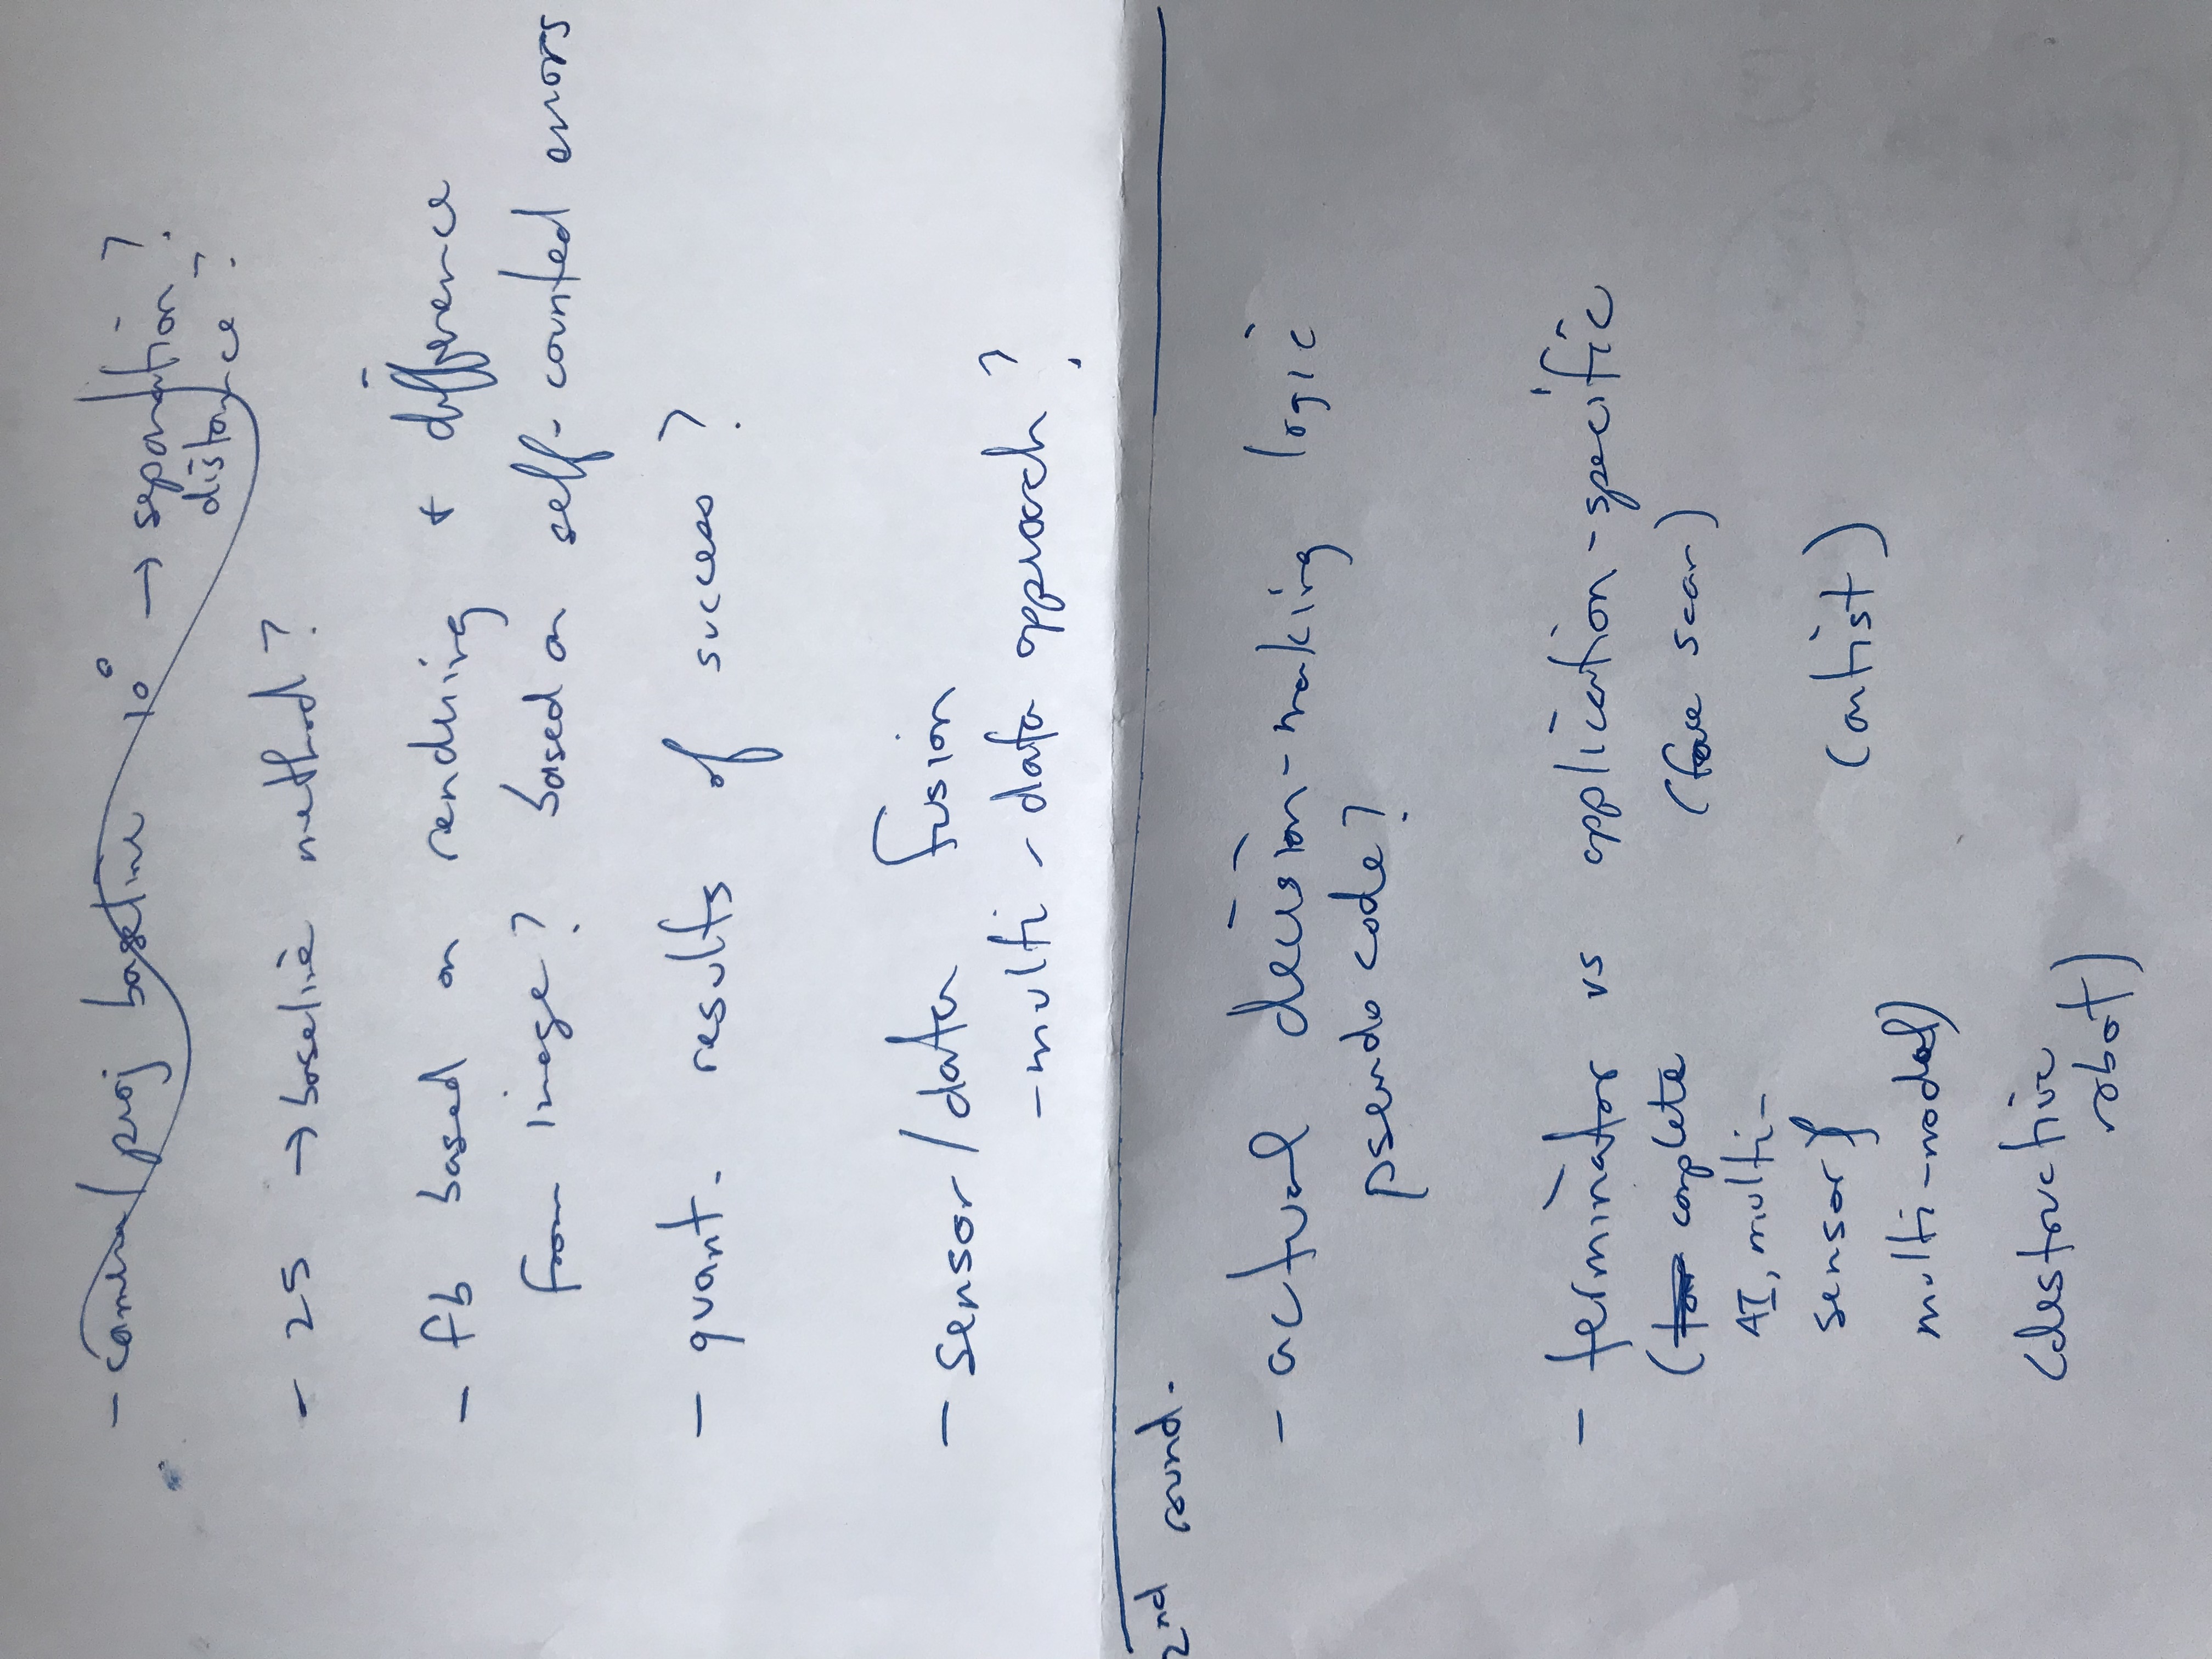 - camera/proj baseline 10° → separation?
distance?
- 25 → baseline method?
- fb based on rendering + difference
from image? based on self-counted errors
- quant. results of success?
- sensor/data fusion
- multi-data approach?
2nd round.
- actual decision-making logic
pseudo code?
- terminator vs application-specific
(complete (face scan)
AI, multi-
sensor}
(artist)
multi-modal)
(destructive
robot)